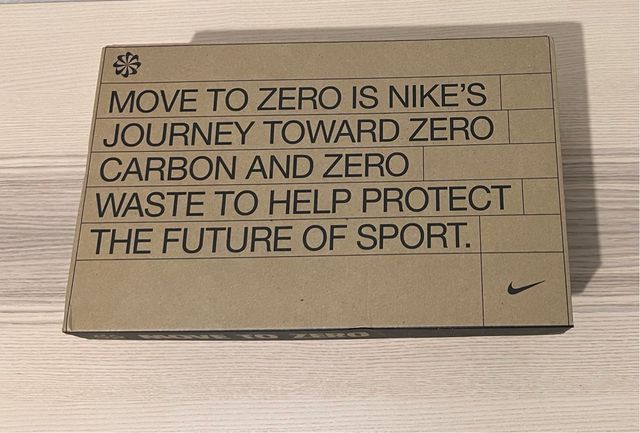 MOVE TO ZERO IS NIKE'S
JOURNEY TOWARD ZERO
CARBON AND ZERO
WASTE TO HELP PROTECT
THE FUTURE OF SPORT.
MOVE TO ZERO